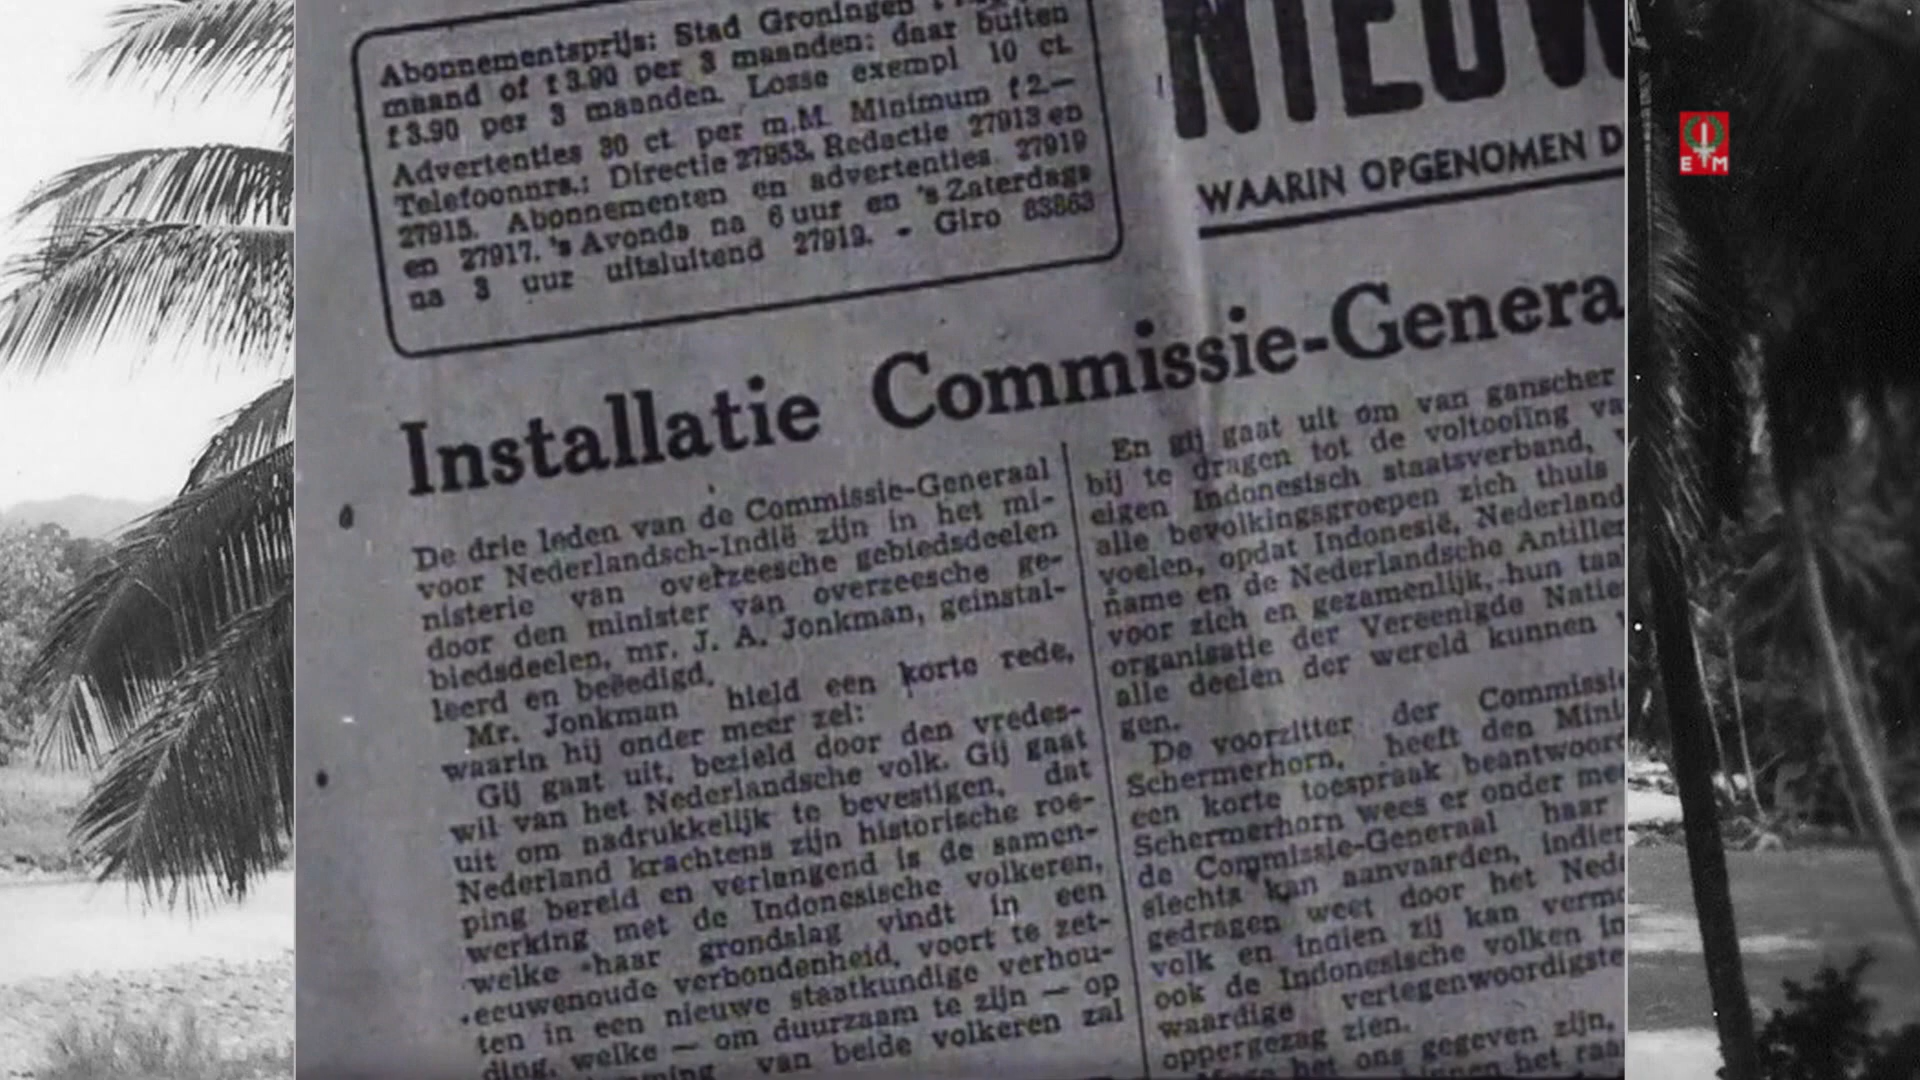 Abonnementsprijs: Stad Groningen
maand of f 3.90 per 3 maanden; daar buiten
f 3.90 per 3 maanden. Losse exempl 10 ct.
Advertenties 30 ct. per m.M. Minimum f 2.—
Telefoonnrs.: Directie 27953. Redactie 27913 en
27915. Abonnementen en advertenties 27919
en 27917. 's Avonds na 6 uur en 's Zaterdags
na 3 uur uitsluitend 27919. - Giro 83863
NIEUW
WAARIN OPGENOMEN D
Installatie Commissie-Genera
De drie leden van de Commissie-Generaal
voor Nederlandsch-Indië zijn in het mi-
nisterie van overzeesche gebiedsdeelen
door den minister van overzeesche ge-
biedsdeelen, mr. J. A. Jonkman, geïnstal-
leerd en beëedigd.
Mr. Jonkman hield een korte rede,
waarin hij onder meer zei:
Gij gaat uit, bezield door den vredes-
wil van het Nederlandsche volk. Gij gaat
uit om nadrukkelijk te bevestigen, dat
Nederland krachtens zijn historische roe-
ping bereid en verlangend is de samen-
werking met de Indonesische volkeren,
welke haar grondslag vindt in een
eeuwenoude verbondenheid, voort te zet-
ten in een nieuwe staatkundige verhou-
ding, welke — om duurzaam te zijn — op
van beide volkeren zal
En gij gaat uit om van ganscher
bij te dragen tot de voltooiing va
eigen Indonesisch staatsverband,
alle bevolkingsgroepen zich thuis
voelen, opdat Indonesië, Nederland
name en de Nederlandsche Antillen
voor zich en gezamenlijk, hun taa
organisatie der Vereenigde Natie
alle deelen der wereld kunnen
gen.
De voorzitter der Commissie
Schermerhorn, heeft den Mini
een korte toespraak beantwoord
Schermerhorn wees er onder me
de Commissie-Generaal haar
slechts kan aanvaarden, indien
gedragen weet door het Nede
volk en indien zij kan vermo
ook de Indonesische volken in
waardige vertegenwoordigste
oppergezag zien.
het ons gegeven zijn,
het raa
E M